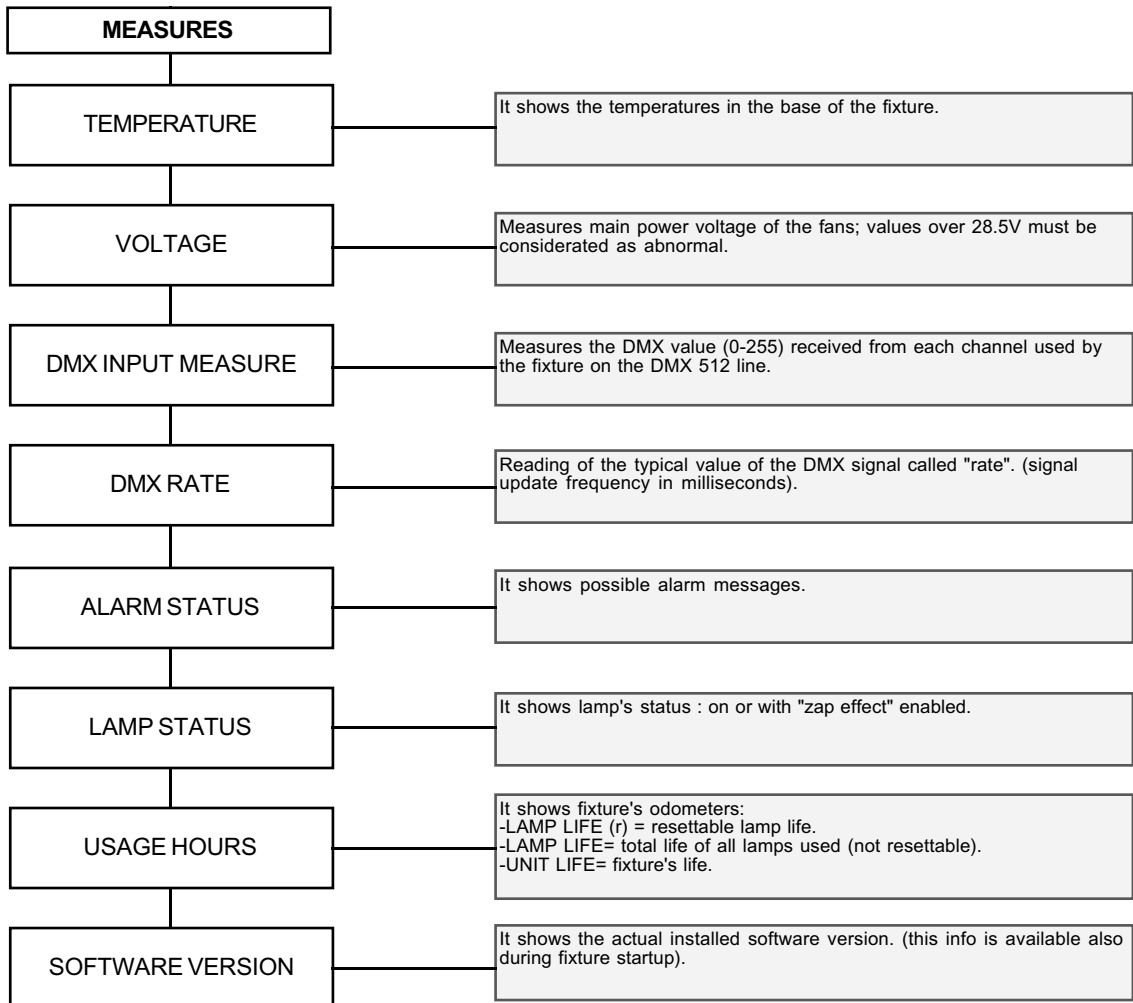 MEASURES
TEMPERATURE
It shows the temperatures in the base of the fixture.
VOLTAGE
Measures main power voltage of the fans; values over 28.5V must be
considerated as abnormal.
DMX INPUT MEASURE
Measures the DMX value (0-255) received from each channel used by
the fixture on the DMX 512 line.
DMX RATE
Reading of the typical value of the DMX signal called "rate". (signal
update frequency in milliseconds).
ALARM STATUS
It shows possible alarm messages.
LAMP STATUS
It shows lamp's status : on or with "zap effect" enabled.
USAGE HOURS
It shows fixture's odometers:
-LAMP LIFE (r) = resettable lamp life.
-LAMP LIFE= total life of all lamps used (not resettable).
-UNIT LIFE= fixture's life.
SOFTWARE VERSION
It shows the actual installed software version. (this info is available also
during fixture startup).